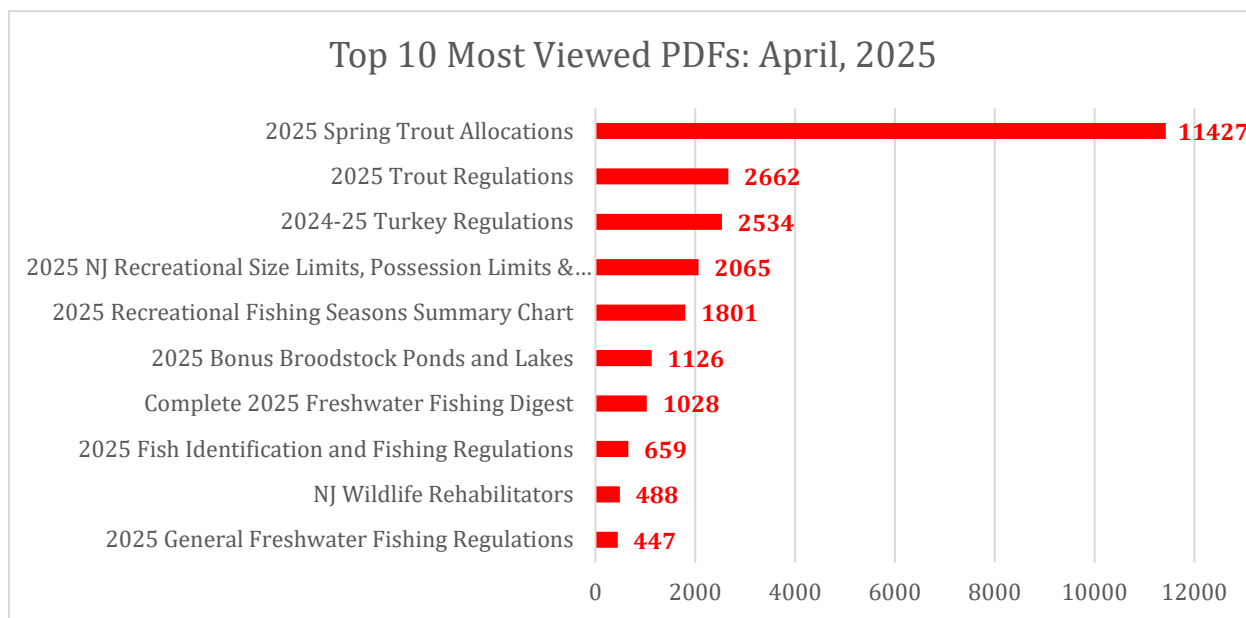 Top 10 Most Viewed PDFs: April, 2025
2025 Spring Trout Allocations 11427
2025 Trout Regulations 2662
2024-25 Turkey Regulations 2534
2025 NJ Recreational Size Limits, Possession Limits &... 2065
2025 Recreational Fishing Seasons Summary Chart 1801
2025 Bonus Broodstock Ponds and Lakes 1126
Complete 2025 Freshwater Fishing Digest 1028
2025 Fish Identification and Fishing Regulations 659
NJ Wildlife Rehabilitators 488
2025 General Freshwater Fishing Regulations 447
0 2000 4000 6000 8000 10000 12000